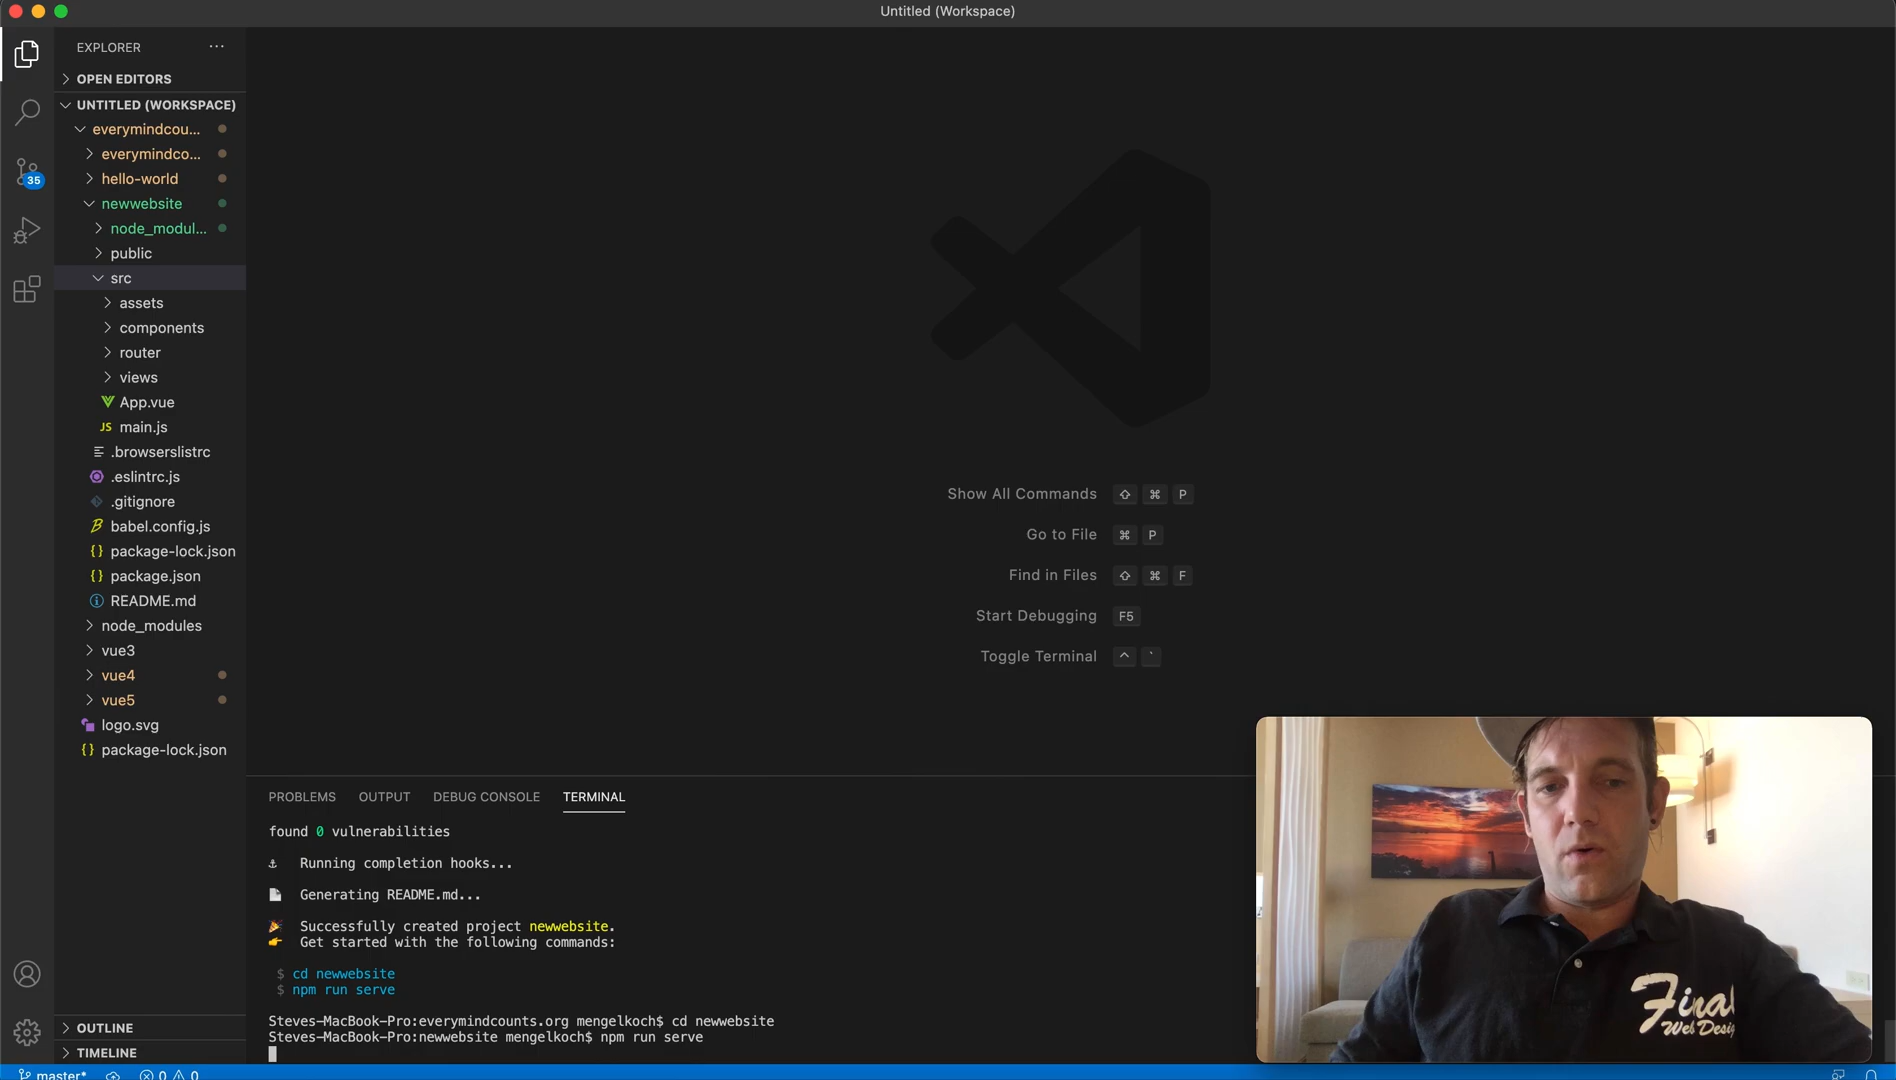 Untitled (Workspace)
EXPLORER
OPEN EDITORS
UNTITLED (WORKSPACE)
everymindcou...
everymindco...
hello-world
newwebsite
node_modul...
public
src
assets
components
router
views
App.vue
JS main.js
.browserslistrc
.eslintrc.js
.gitignore
babel.config.js
{} package-lock.json
{} package.json
README.md
node_modules
vue3
vue4
vue5
logo.svg
{} package-lock.json
OUTLINE
TIMELINE
35
master*
0 0
Show All Commands ⇧ ⌘ P
Go to File ⌘ P
Find in Files ⇧ ⌘ F
Start Debugging F5
Toggle Terminal ^ `
PROBLEMS OUTPUT DEBUG CONSOLE TERMINAL
found 0 vulnerabilities
Running completion hooks...
Generating README.md...
Successfully created project newwebsite.
Get started with the following commands:
$ cd newwebsite
$ npm run serve
Steves-MacBook-Pro:everymindcounts.org mengelkoch$ cd newwebsite
Steves-MacBook-Pro:newwebsite mengelkoch$ npm run serve
Final
Web Desig